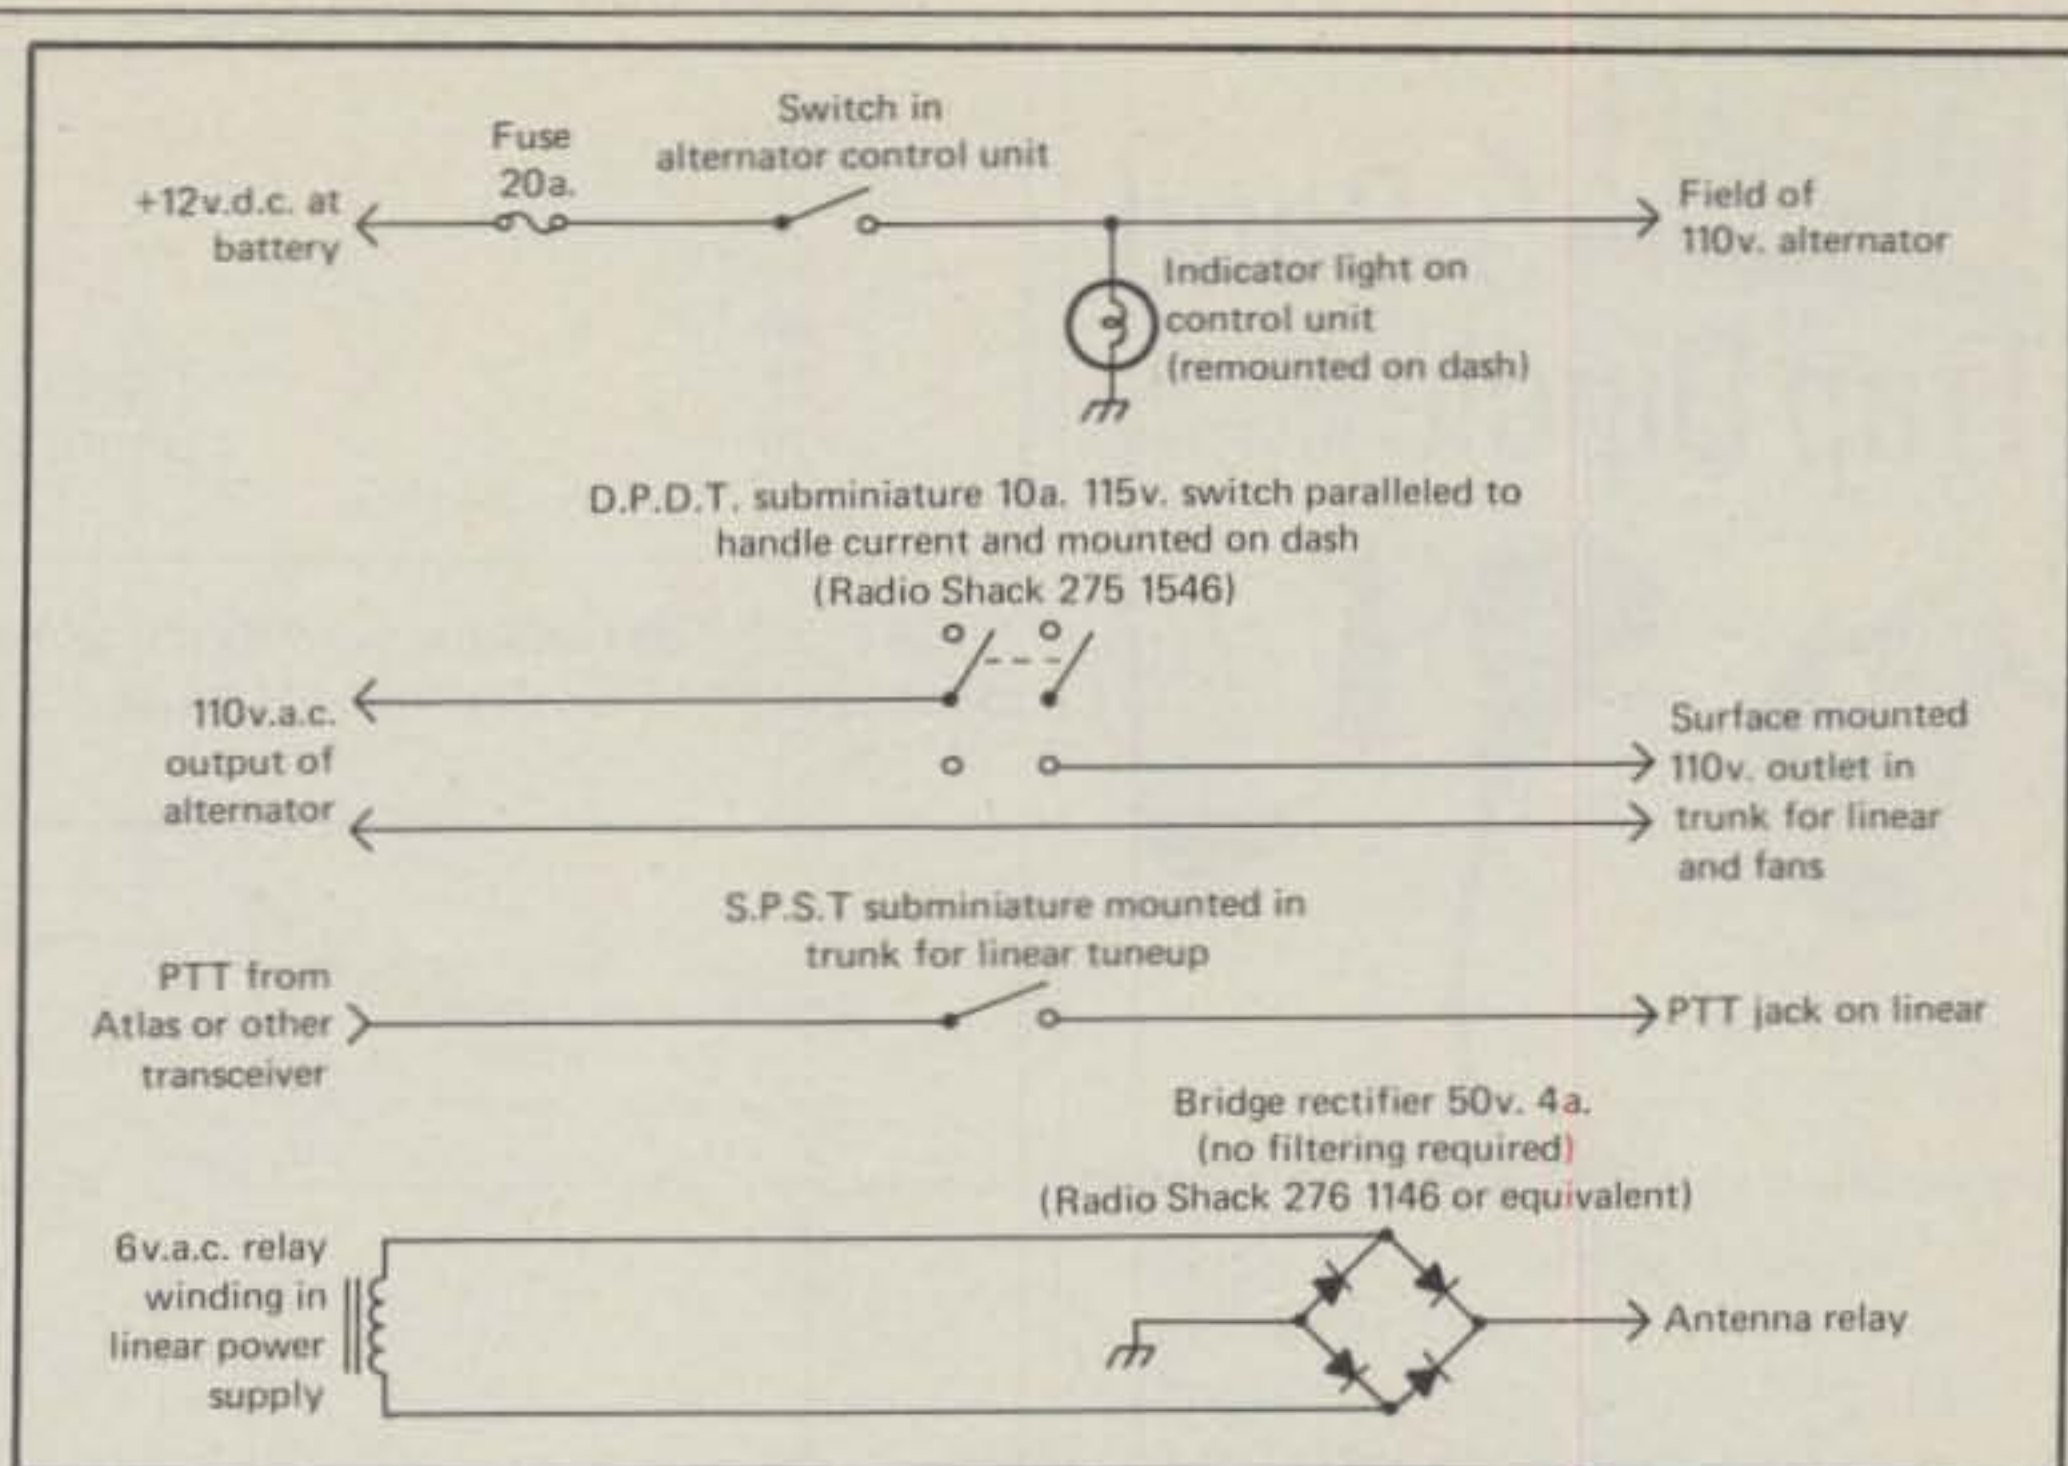 Fuse
20a.
Switch in
alternator control unit
+12v.d.c. at
battery
Field of
110v. alternator
Indicator light on
control unit
(remounted on dash)
D.P.D.T. subminiature 10a. 115v. switch paralleled to
handle current and mounted on dash
(Radio Shack 275 1546)
110v.a.c.
output of
alternator
Surface mounted
110v. outlet in
trunk for linear
and fans
S.P.S.T subminiature mounted in
trunk for linear tuneup
PTT from
Atlas or other
transceiver
PTT jack on linear
Bridge rectifier 50v. 4a.
(no filtering required)
(Radio Shack 276 1146 or equivalent)
6v.a.c. relay
winding in
linear power
supply
Antenna relay